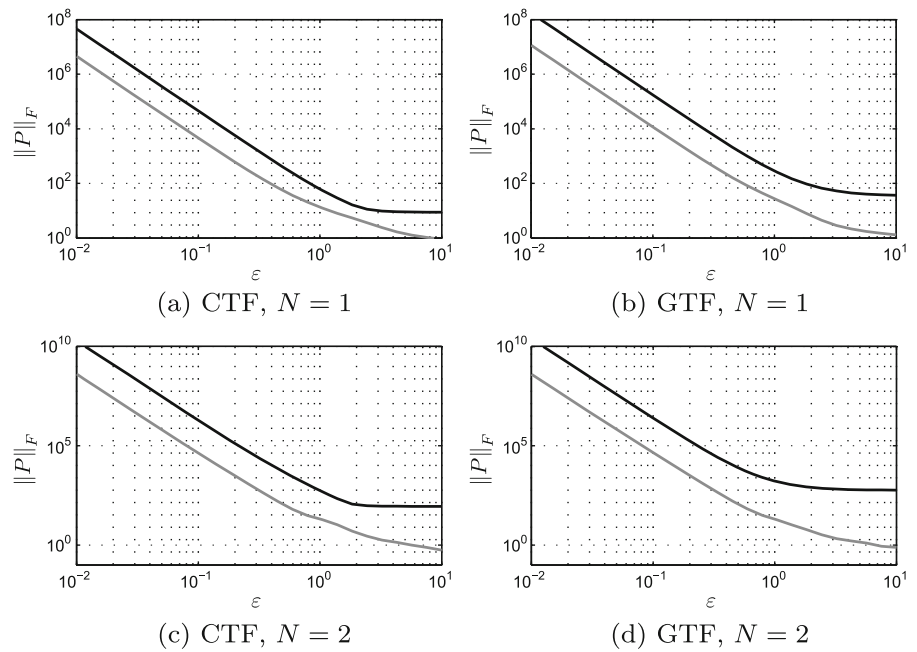 10^8
10^6
10^4
10^2
10^0
‖P‖_F
10^-2 10^-1 10^0 10^1
ε
(a) CTF, N = 1
10^8
10^6
10^4
10^2
10^0
‖P‖_F
10^-2 10^-1 10^0 10^1
ε
(b) GTF, N = 1
10^10
10^5
10^0
‖P‖_F
10^-2 10^-1 10^0 10^1
ε
(c) CTF, N = 2
10^10
10^5
10^0
‖P‖_F
10^-2 10^-1 10^0 10^1
ε
(d) GTF, N = 2